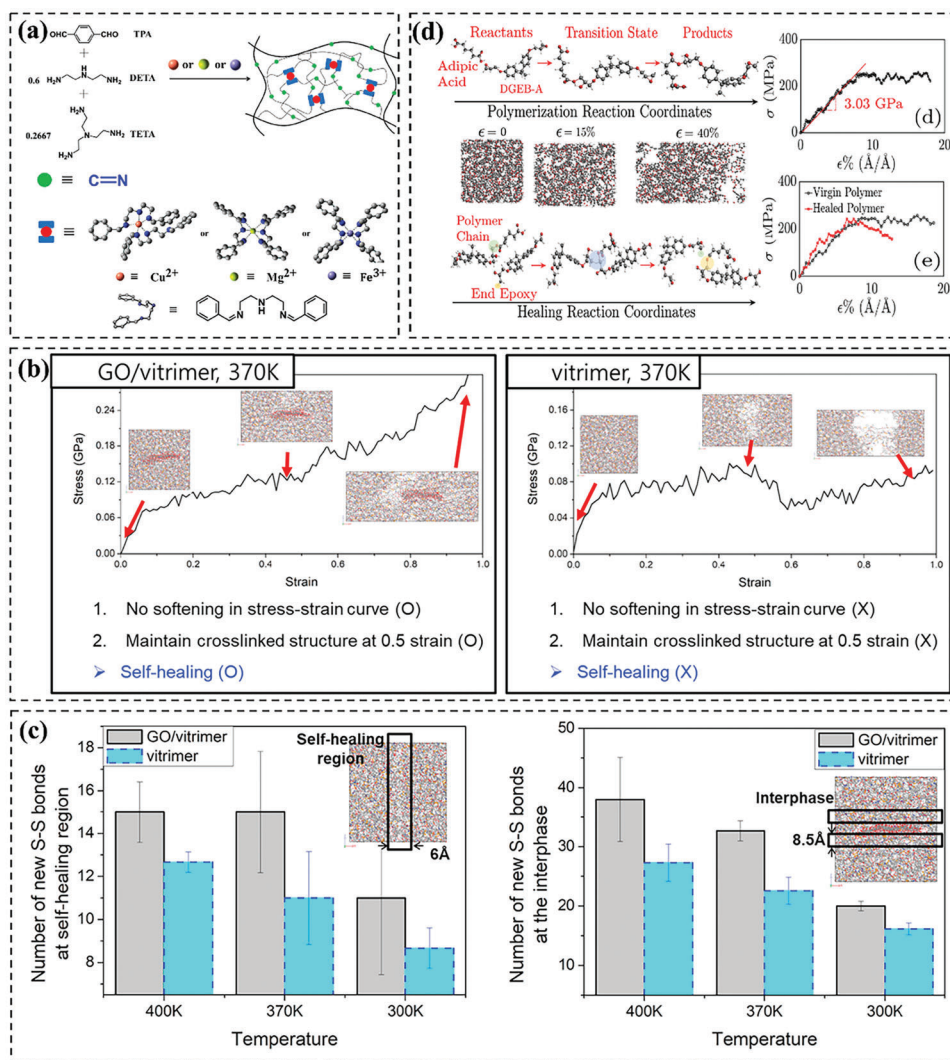 (a)
OHC CHO TPA
+
0.6 H2N N H NH2 DETA
+
0.2667 N NH2 TETA
NH2
H2N
or or
≡ C=N
≡ or or
≡ Cu2+ ≡ Mg2+ ≡ Fe3+
≡ N N H N
(d)
Reactants Transition State Products
Adipic
Acid
DGEB-A
Polymerization Reaction Coordinates
ϵ = 0 ϵ = 15% ϵ = 40%
Polymer
Chain
End Epoxy
Healing Reaction Coordinates
400
200
0
σ (MPa)
3.03 GPa
(d)
0 5 10 15 20
ϵ% (Å/Å)
400
200
0
σ (MPa)
Virgin Polymer
Healed Polymer
(e)
0 5 10 15 20
ϵ% (Å/Å)
(b)
GO/vitrimer, 370K
Stress (GPa)
0.24
0.18
0.12
0.06
0.00
0.0 0.2 0.4 0.6 0.8 1.0
Strain
1. No softening in stress-strain curve (O)
2. Maintain crosslinked structure at 0.5 strain (O)
➢ Self-healing (O)
vitrimer, 370K
Stress (GPa)
0.16
0.12
0.08
0.04
0.00
0.0 0.2 0.4 0.6 0.8 1.0
Strain
1. No softening in stress-strain curve (X)
2. Maintain crosslinked structure at 0.5 strain (X)
➢ Self-healing (X)
(c)
Number of new S-S bonds
at self-healing region
18
16
14
12
10
8
GO/vitrimer
vitrimer
Self-healing
region
6Å
400K 370K 300K
Temperature
Number of new S-S bonds
at the interphase
50
40
30
20
10
GO/vitrimer
vitrimer
Interphase
8.5Å
400K 370K 300K
Temperature